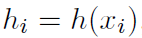 h_i = h(x_i)